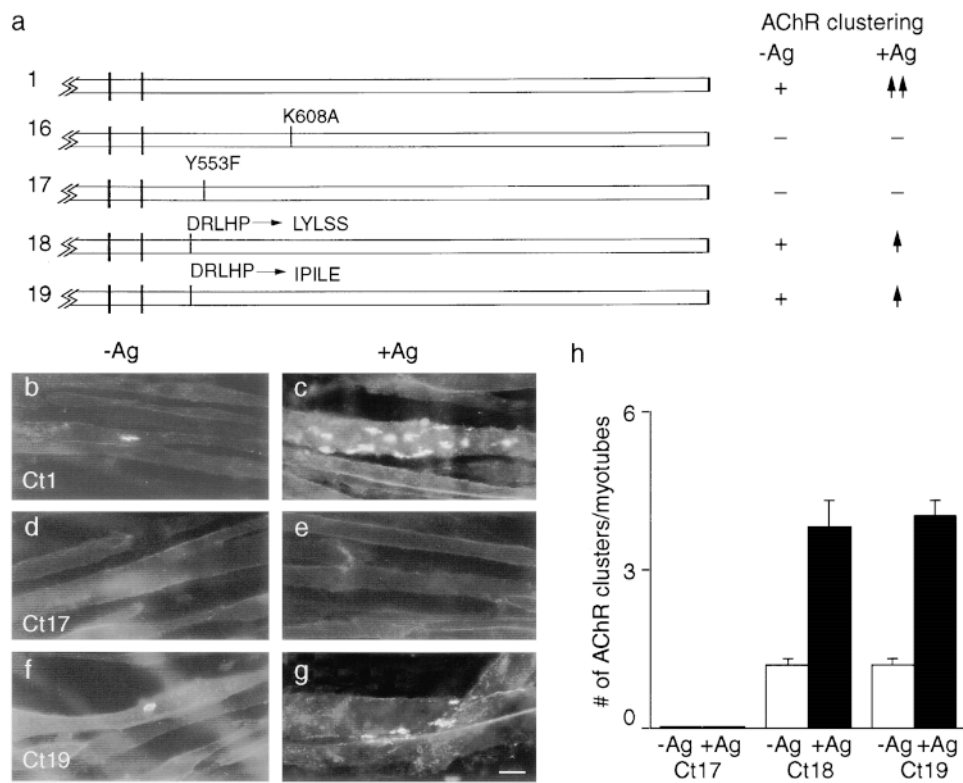 a
AChR clustering
-Ag +Ag
1 +
16 K608A – –
17 Y553F – –
18 DRLHP LYLSS +
19 DRLHP IPILE +
-Ag +Ag
b c
Ct1
d e
Ct17
f g
Ct19
h
# of AChR clusters/myotubes
6
3
0
-Ag +Ag -Ag +Ag -Ag +Ag
Ct17 Ct18 Ct19